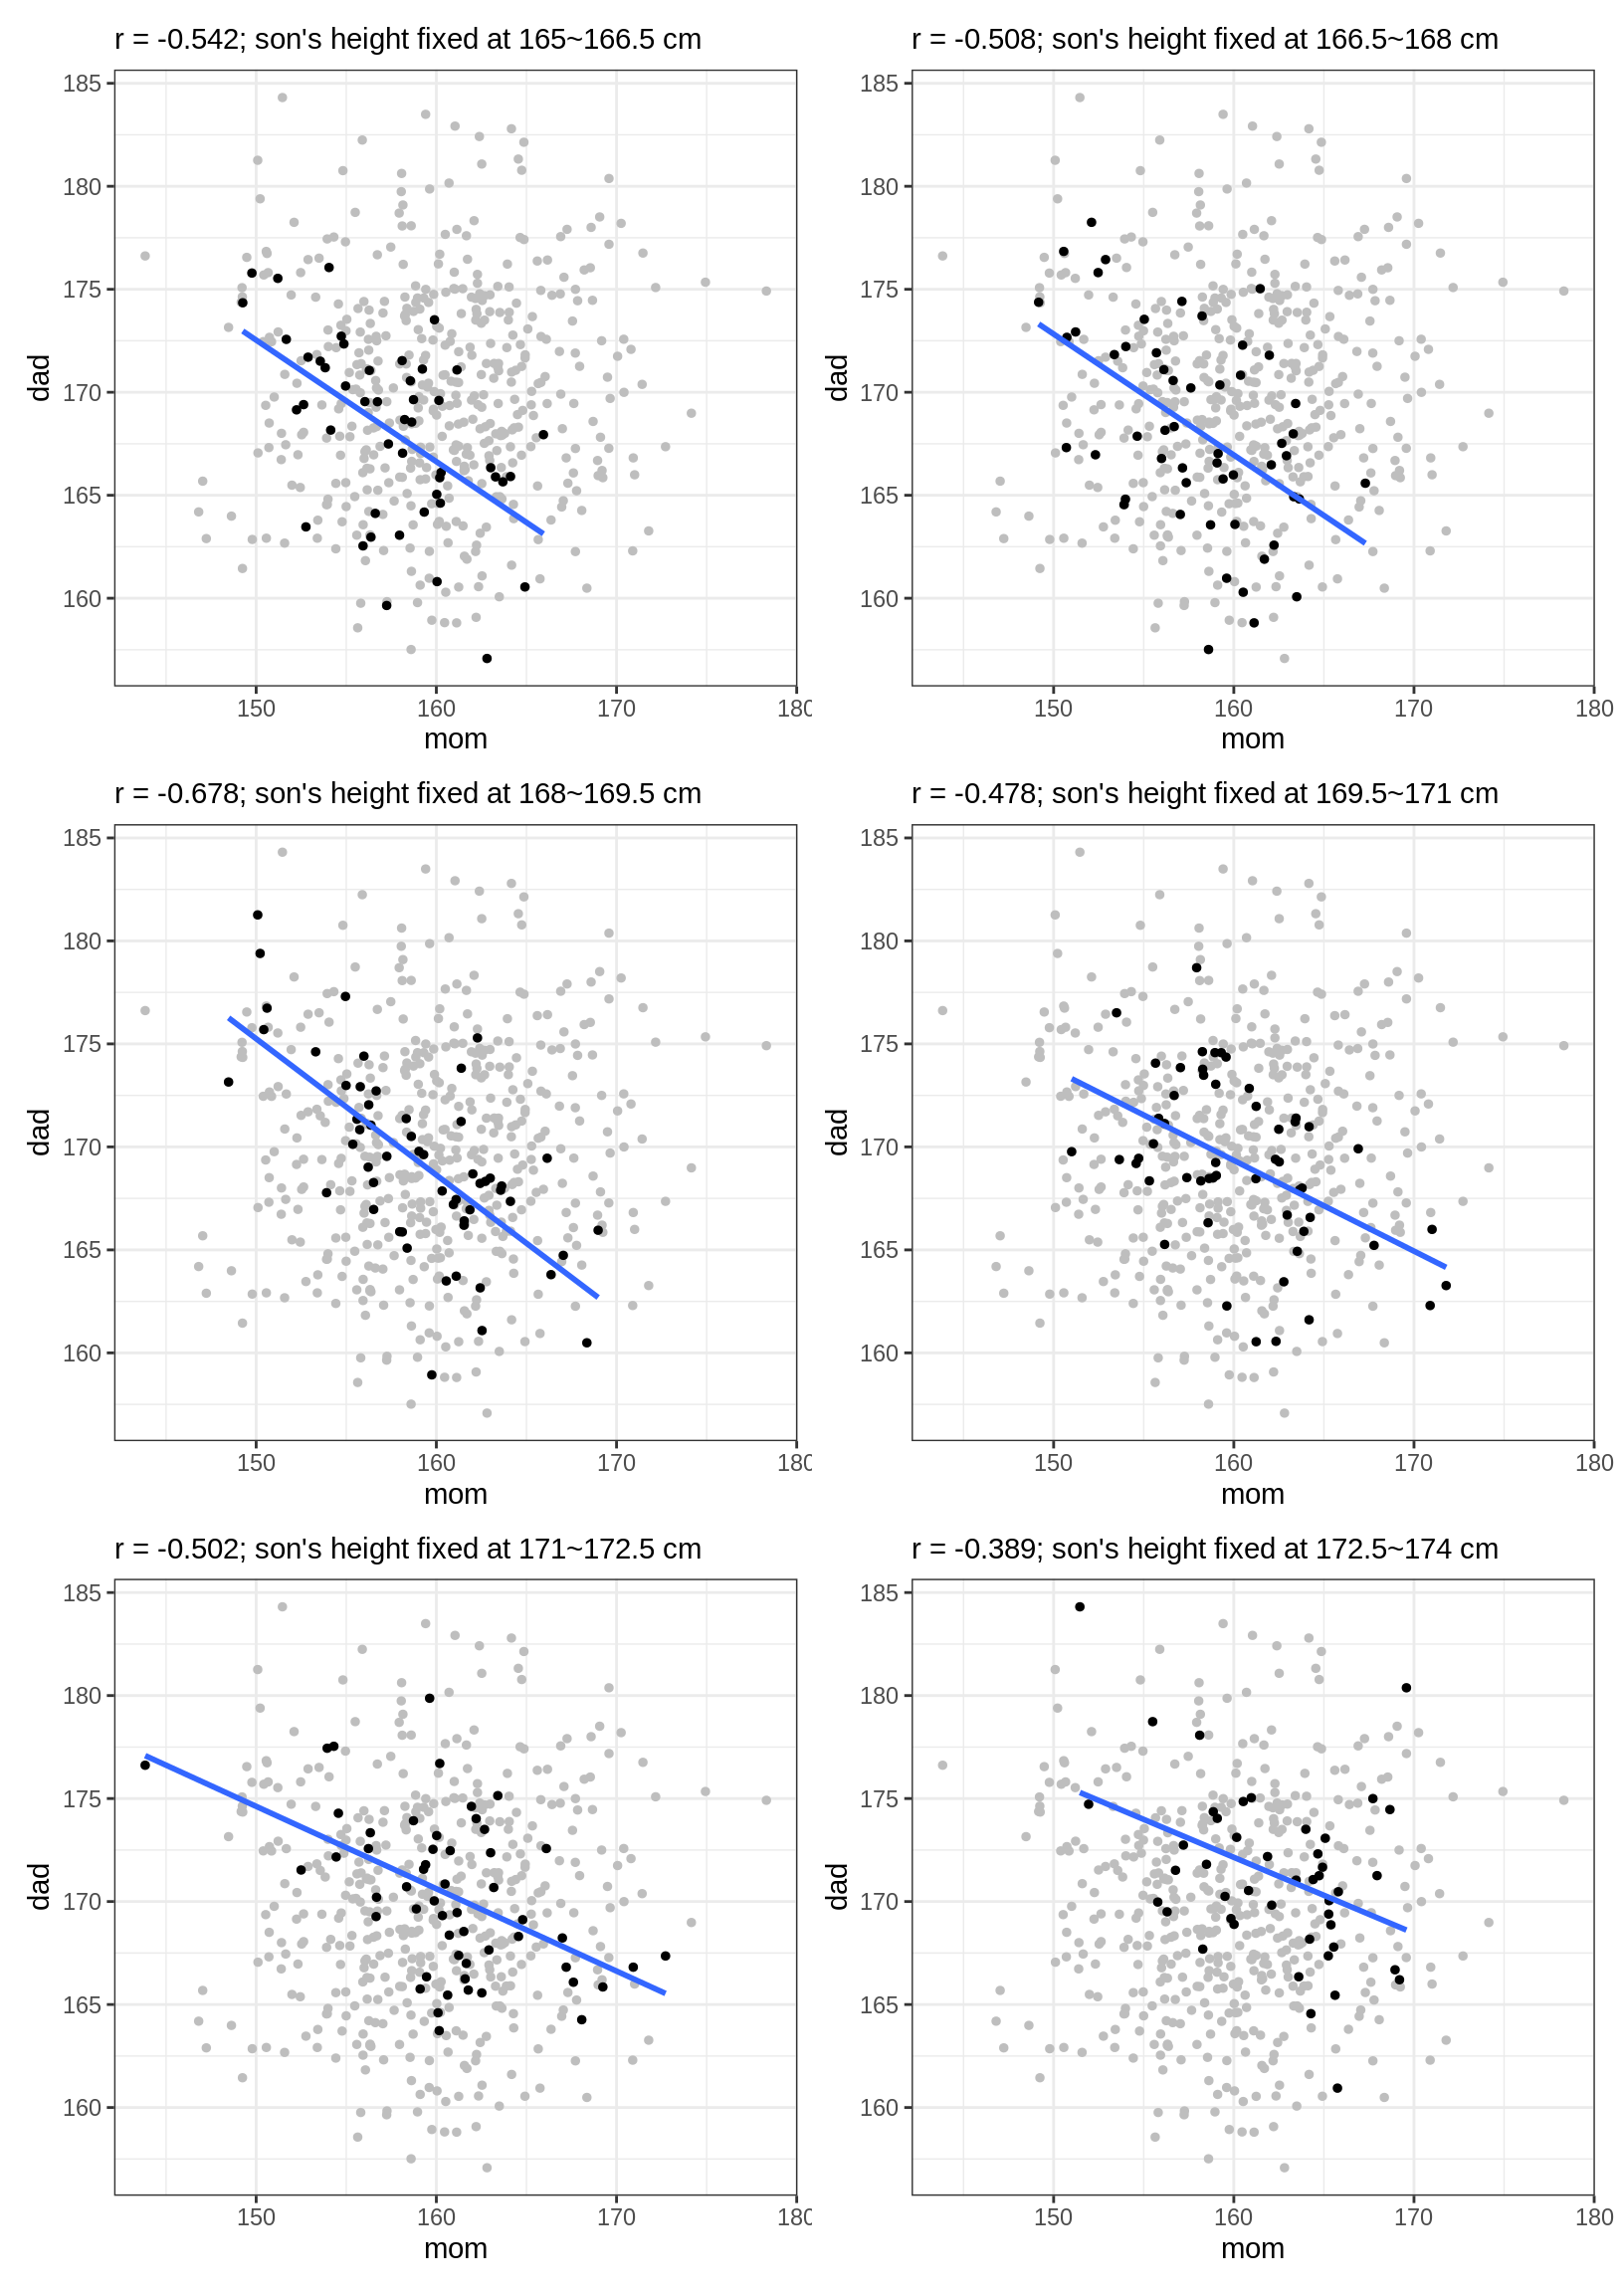 r = -0.542; son's height fixed at 165~166.5 cm
185
180
175
170
165
160
dad
150 160 170 180
mom
r = -0.508; son's height fixed at 166.5~168 cm
185
180
175
170
165
160
dad
150 160 170 180
mom
r = -0.678; son's height fixed at 168~169.5 cm
185
180
175
170
165
160
dad
150 160 170 180
mom
r = -0.478; son's height fixed at 169.5~171 cm
185
180
175
170
165
160
dad
150 160 170 180
mom
r = -0.502; son's height fixed at 171~172.5 cm
185
180
175
170
165
160
dad
150 160 170 180
mom
r = -0.389; son's height fixed at 172.5~174 cm
185
180
175
170
165
160
dad
150 160 170 180
mom